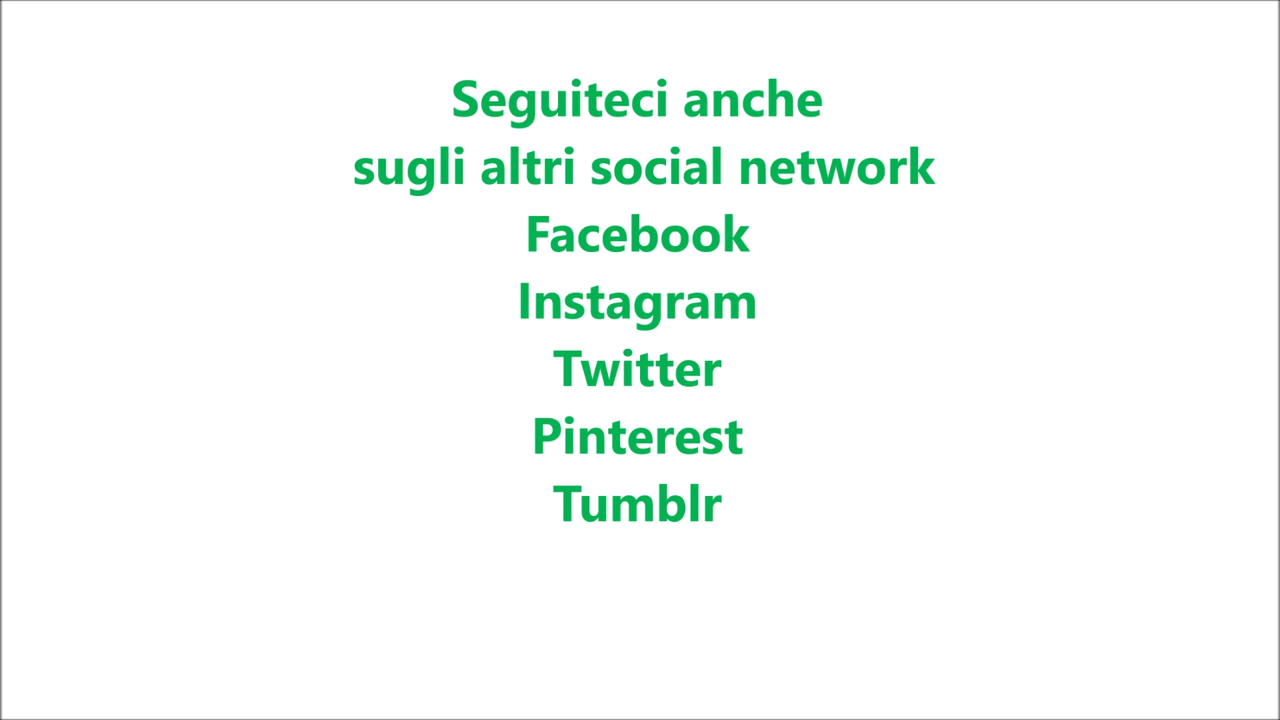 Seguiteci anche
sugli altri social network
Facebook
Instagram
Twitter
Pinterest
Tumblr